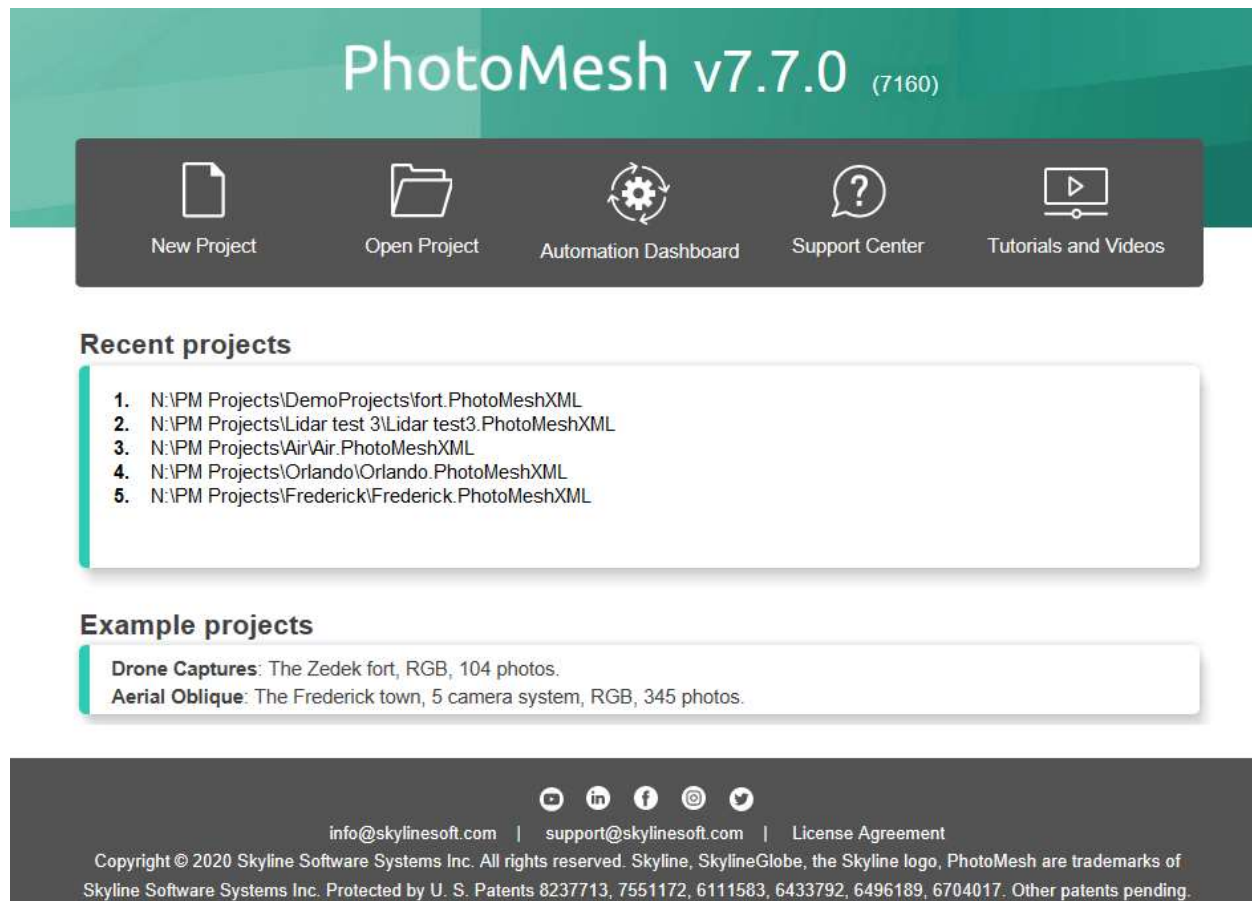 PhotoMesh v7.7.0 (7160)
New Project
Open Project
Automation Dashboard
Support Center
Tutorials and Videos
Recent projects
1. N:\PM Projects\DemoProjects\fort.PhotoMeshXML
2. N:\PM Projects\Lidar test 3\Lidar test3.PhotoMeshXML
3. N:\PM Projects\Air\Air.PhotoMeshXML
4. N:\PM Projects\Orlando\Orlando.PhotoMeshXML
5. N:\PM Projects\Frederick\Frederick.PhotoMeshXML
Example projects
Drone Captures: The Zedek fort, RGB, 104 photos.
Aerial Oblique: The Frederick town, 5 camera system, RGB, 345 photos.
info@skylinesoft.com | support@skylinesoft.com | License Agreement
Copyright © 2020 Skyline Software Systems Inc. All rights reserved. Skyline, SkylineGlobe, the Skyline logo, PhotoMesh are trademarks of
Skyline Software Systems Inc. Protected by U. S. Patents 8237713, 7551172, 6111583, 6433792, 6496189, 6704017. Other patents pending.